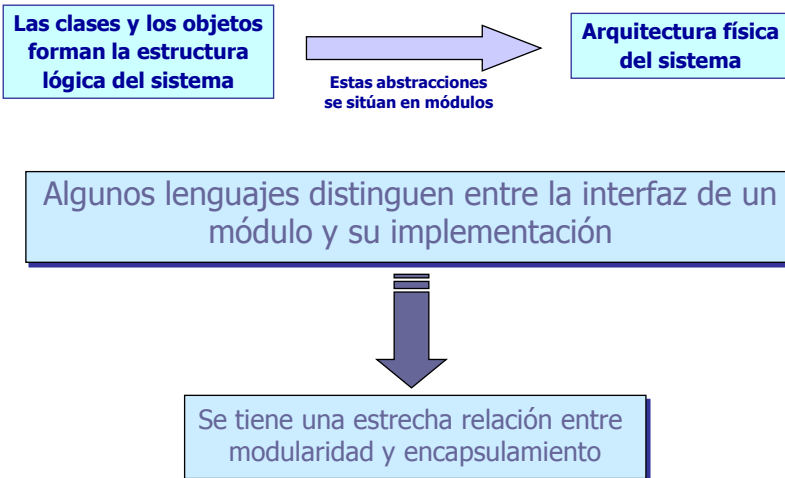 Las clases y los objetos
forman la estructura
lógica del sistema
Estas abstracciones
se sitúan en módulos
Arquitectura física
del sistema
Algunos lenguajes distinguen entre la interfaz de un
módulo y su implementación
Se tiene una estrecha relación entre
modularidad y encapsulamiento